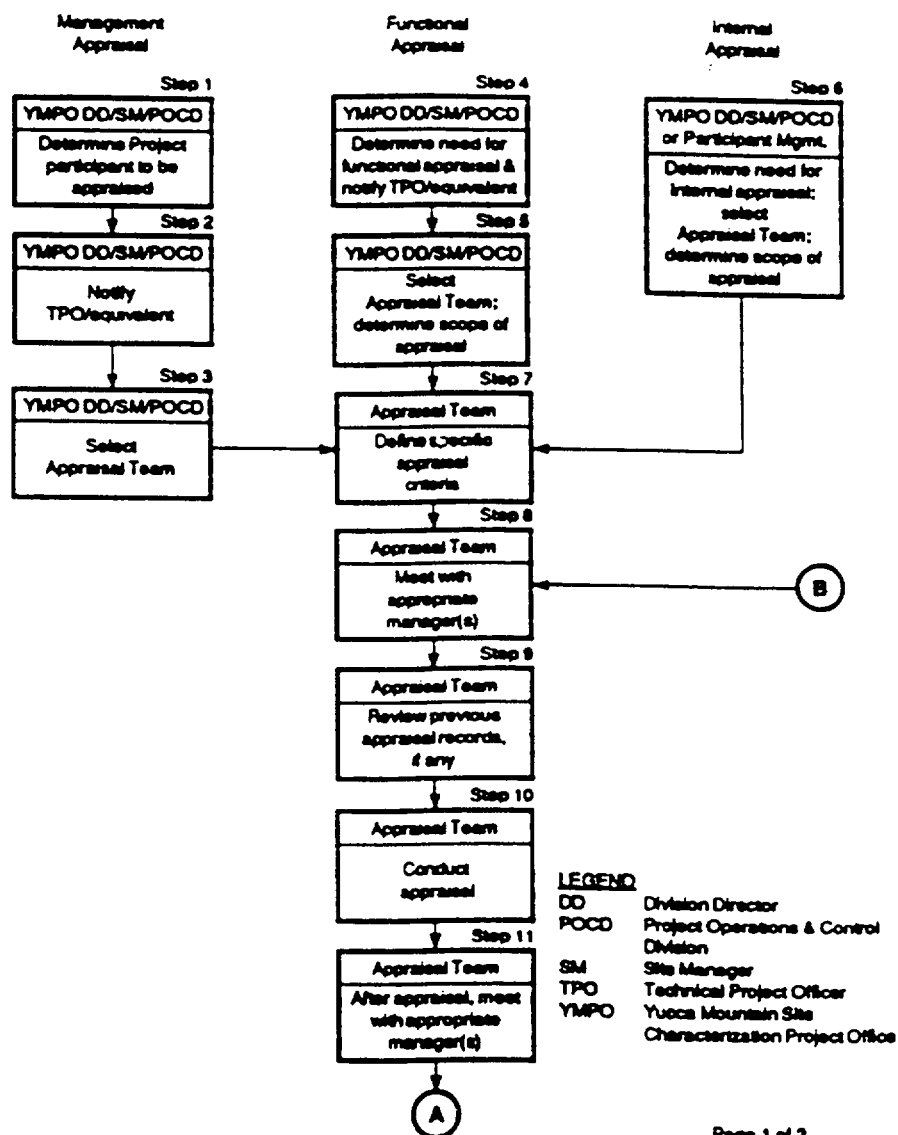 Management
Appraisal
Functional
Appraisal
Internal
Appraisal
Step 1
YMPO DD/SM/POCD
Determine Project
participant to be
appraised
Step 2
YMPO DD/SM/POCD
Notify
TPO/equivalent
Step 3
YMPO DD/SM/POCD
Select
Appraisal Team
Step 4
YMPO DD/SM/POCD
Determine need for
functional appraisal &
notify TPO/equivalent
Step 5
YMPO DD/SM/POCD
Select
Appraisal Team;
determine scope of
appraisal
Step 6
YMPO DD/SM/POCD
or Participant Mgmt.
Determine need for
Internal appraisal;
select
Appraisal Team;
determine scope of
appraisal
Step 7
Appraisal Team
Define specific
appraisal
criteria
Step 8
Appraisal Team
Meet with
appropriate
manager(s)
B
Step 9
Appraisal Team
Review previous
appraisal records,
if any
Step 10
Appraisal Team
Conduct
appraisal
Step 11
Appraisal Team
After appraisal, meet
with appropriate
manager(s)
A
LEGEND
DD Division Director
POCD Project Operations & Control
Division
SM Site Manager
TPO Technical Project Officer
YMPO Yucca Mountain Site
Characterization Project Office
Page 1 of 2